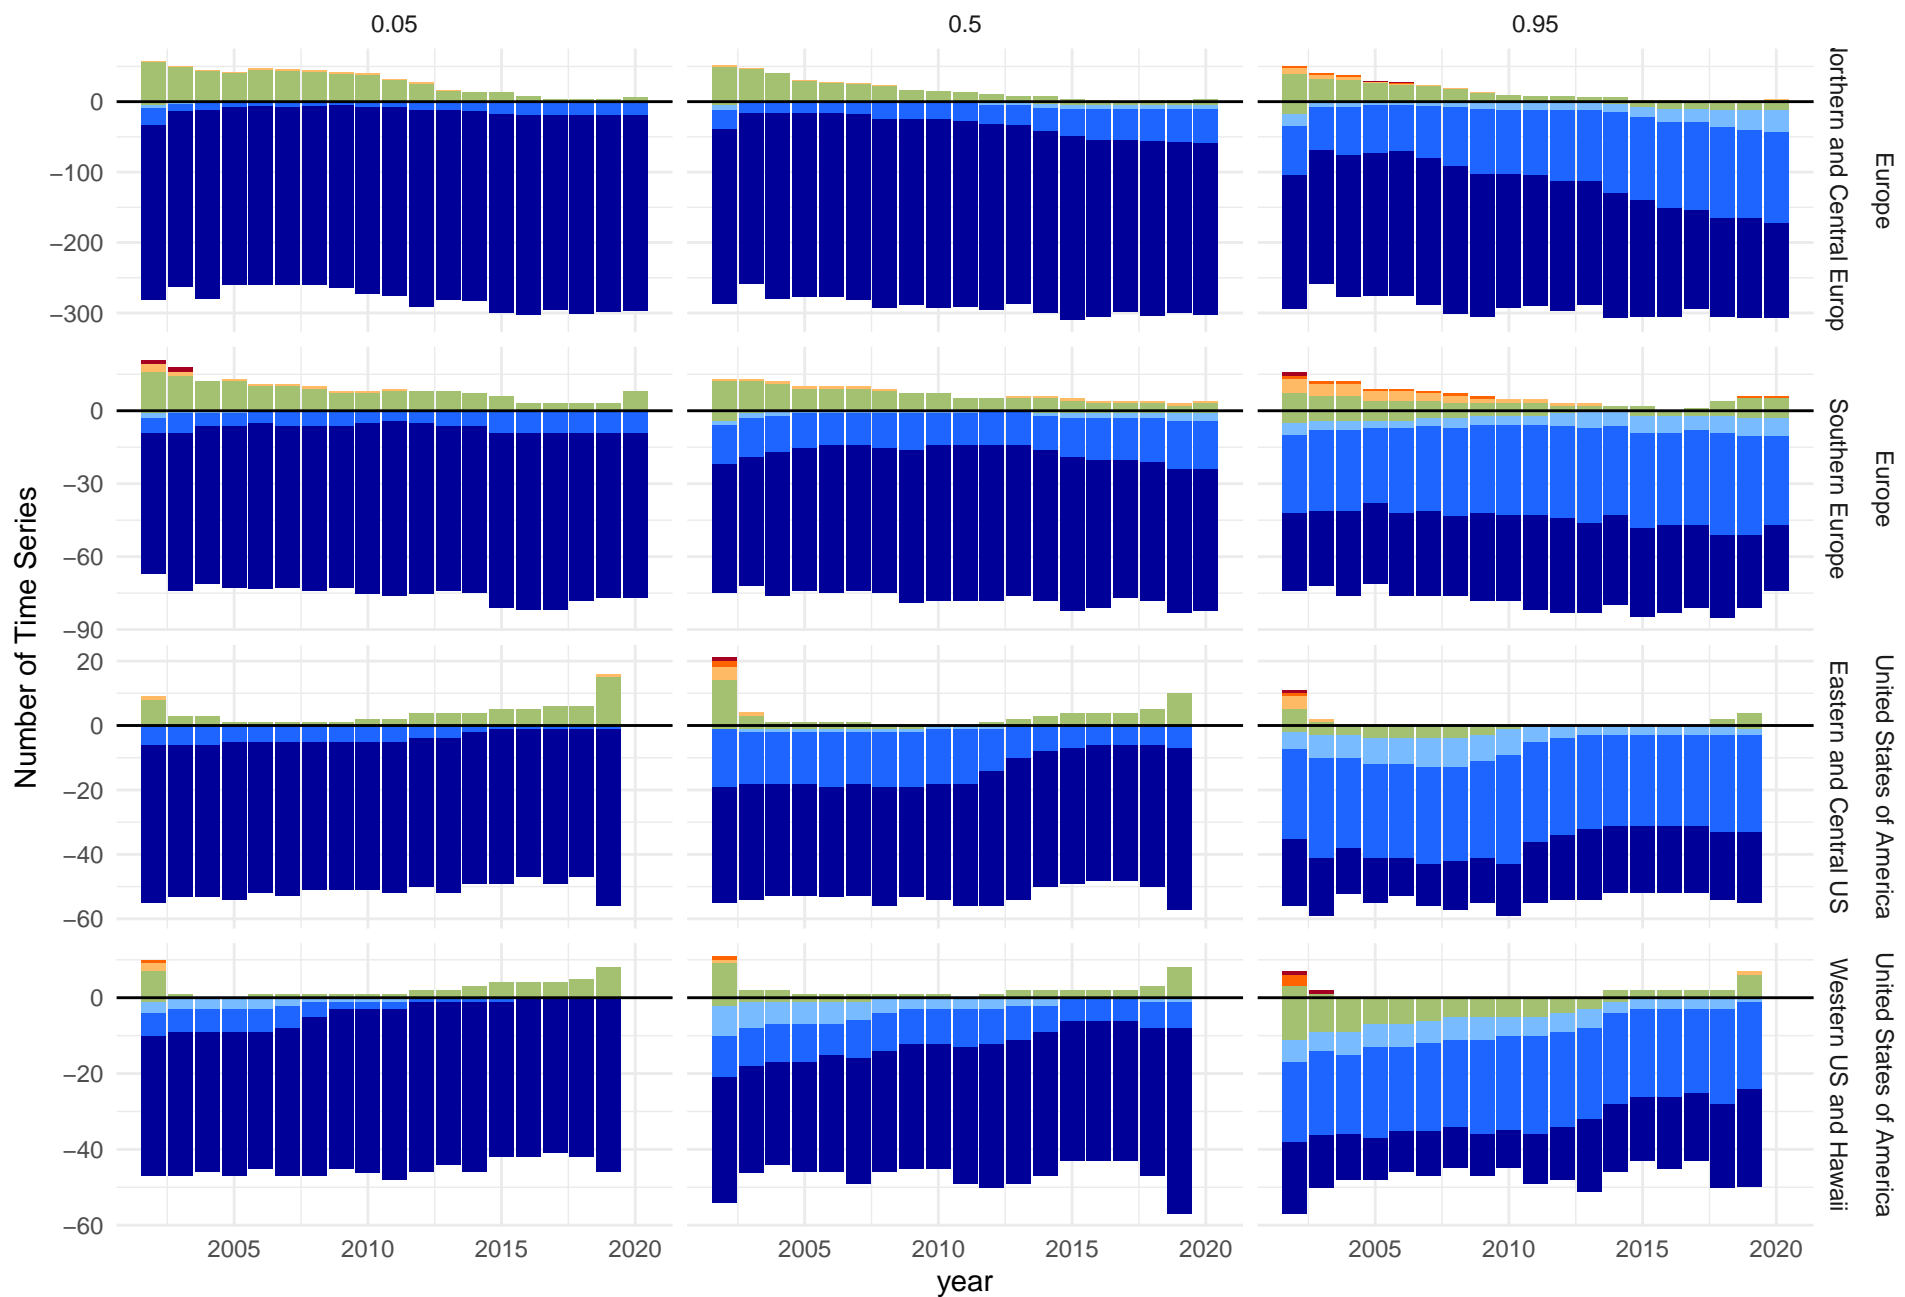 0.05 0.5 0.95
0
−100
−200
−300
Europe
0
−30
−60
−90
Southern Europe
Europe
20
0
−20
−40
−60
Eastern and Central US
United States of America
0
−20
−40
−60
Western US and Hawaii
United States of America
Number of Time Series
2005 2010 2015 2020 2005 2010 2015 2020 2005 2010 2015 2020
year
and Central